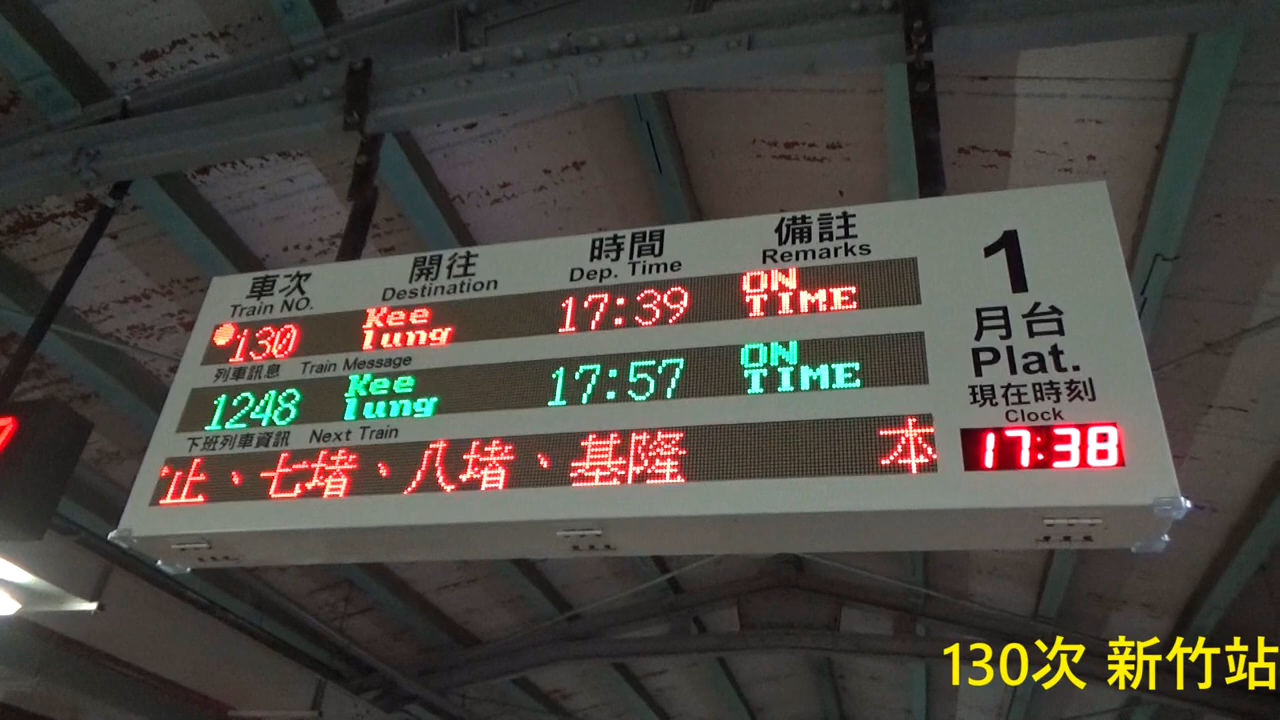 車次 開往 時間 備註 1
Train NO. Destination Dep. Time Remarks
130 Kee lung 17:39 ON TIME
月台
Plat.
列車訊息 Train Message
1248 Kee lung 17:57 ON TIME
現在時刻
Clock
17:38
下班列車資訊 Next Train
止、七堵、八堵、基隆 本
130次 新竹站